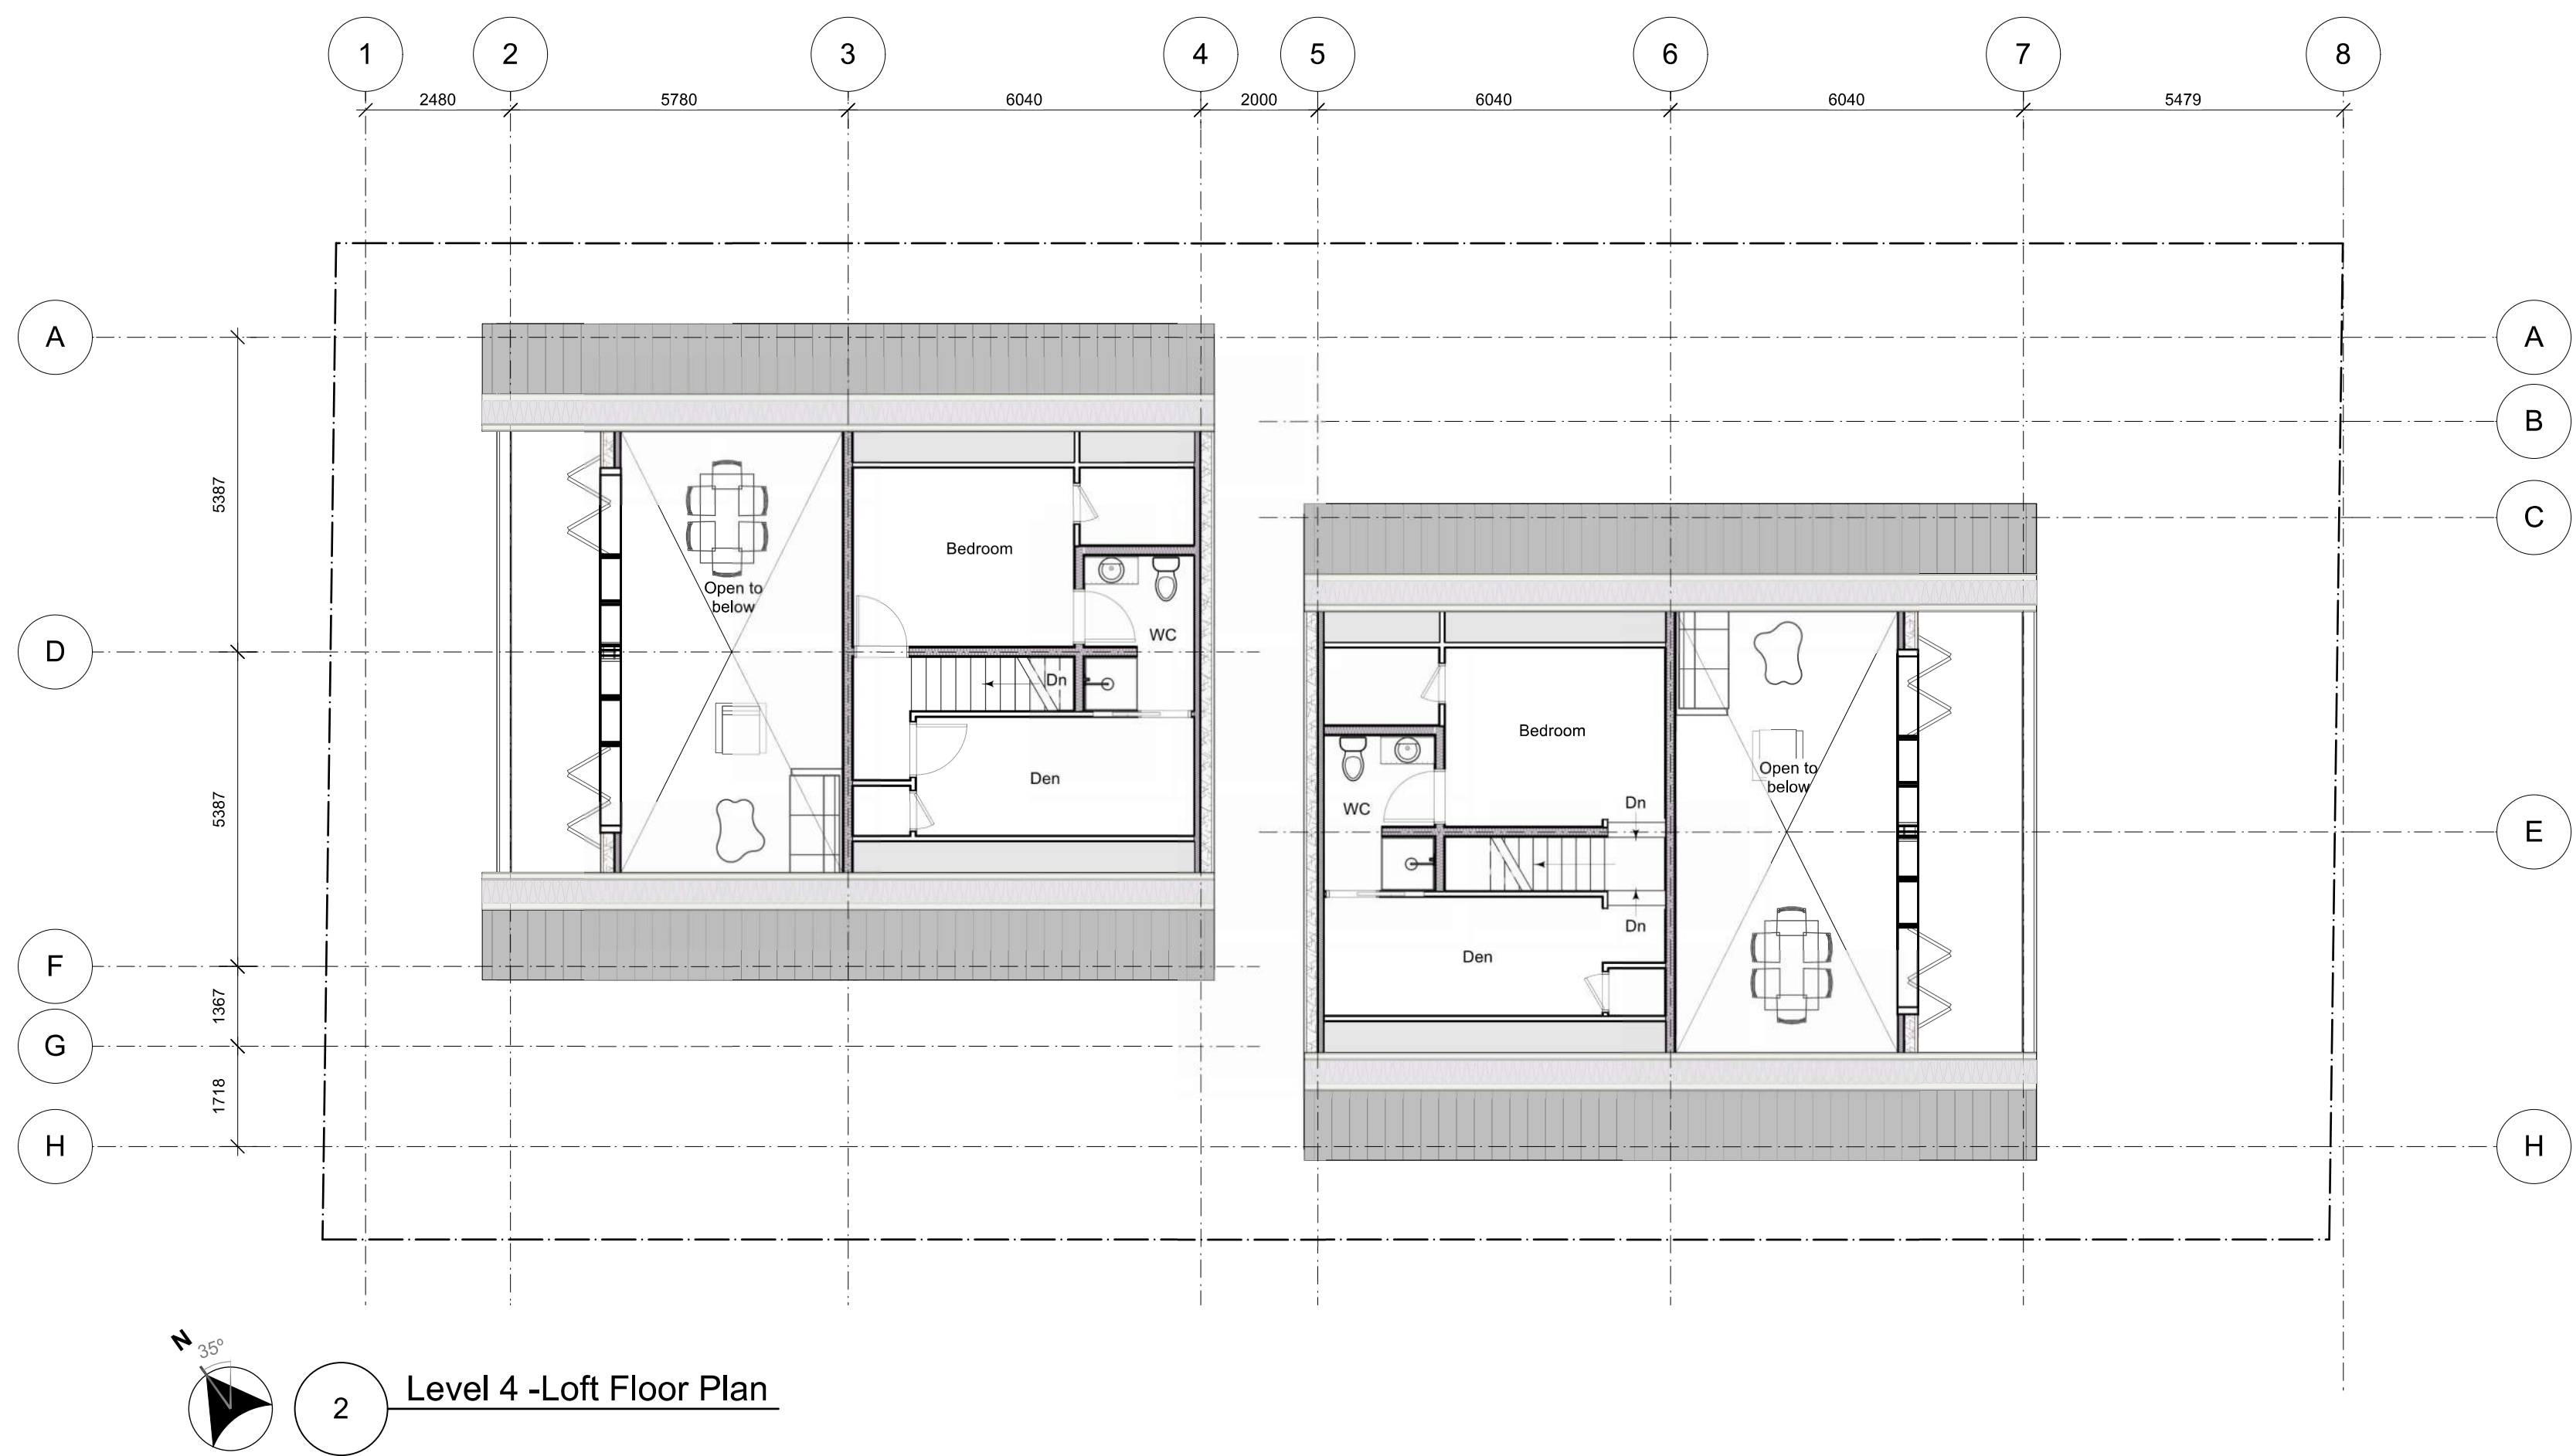 1 2 3 4 5 6 7 8
2480 5780 6040 2000 6040 6040 5479
A A
B
5387
C
Bedroom
Open to
below
D
WC
Dn
Bedroom
Open to
below
Den
5387
Dn
WC
E
Dn
Den
F
1367
G
1718
H H
N
35º
2
Level 4 -Loft Floor Plan